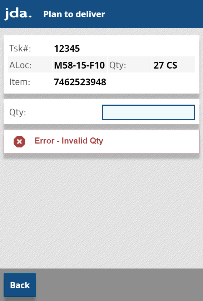 jda. Plan to deliver
Tsk#: 12345
ALoc: M58-15-F10 Qty: 27 CS
Item: 7462523948
Qty:
Error - Invalid Qty
Back